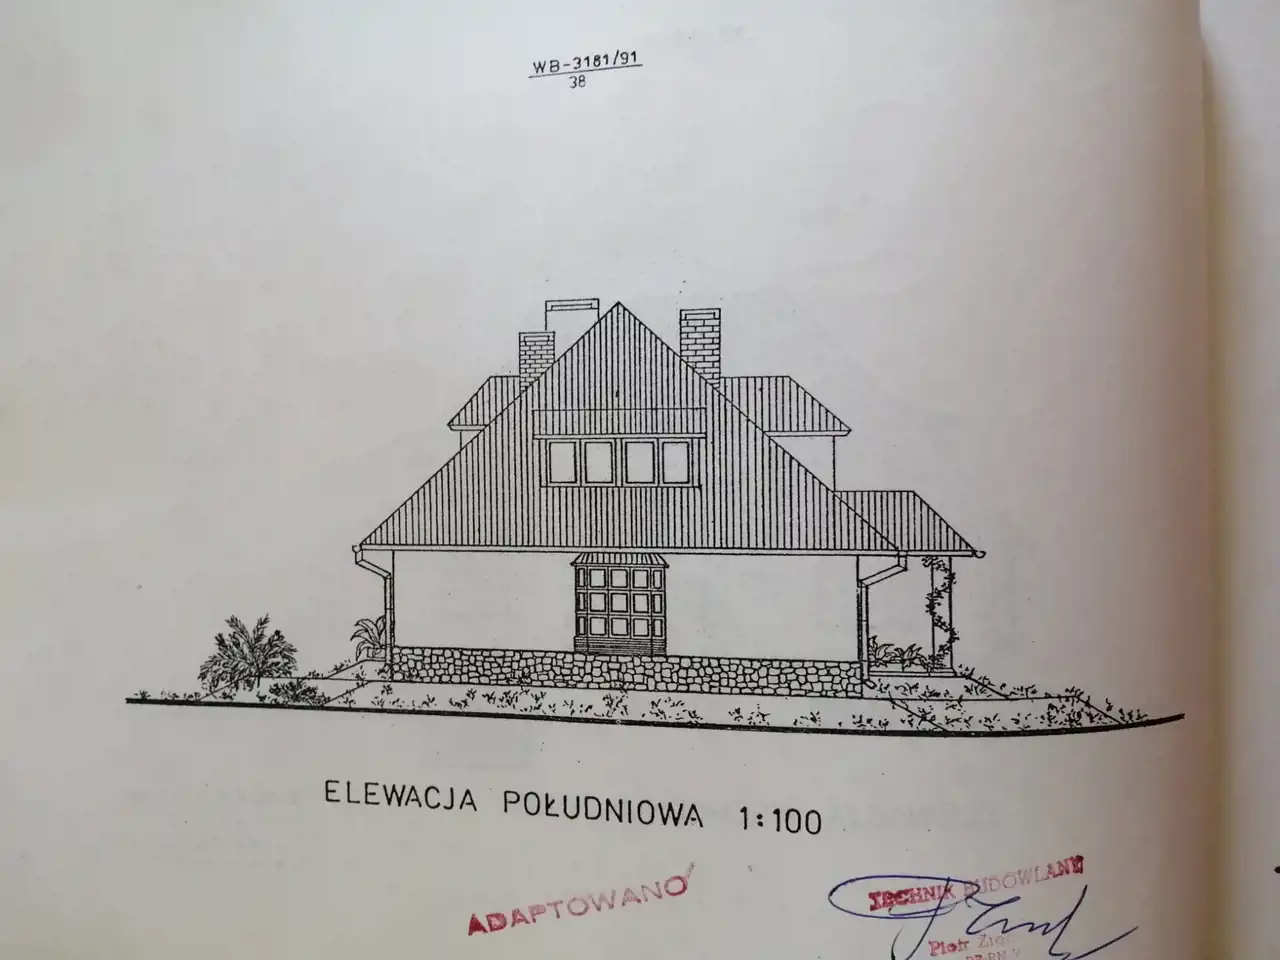 WB-3181/91
38
ELEWACJA POŁUDNIOWA 1:100
ADAPTOWANO
TECHNIK BUDOWLANY
Piotr